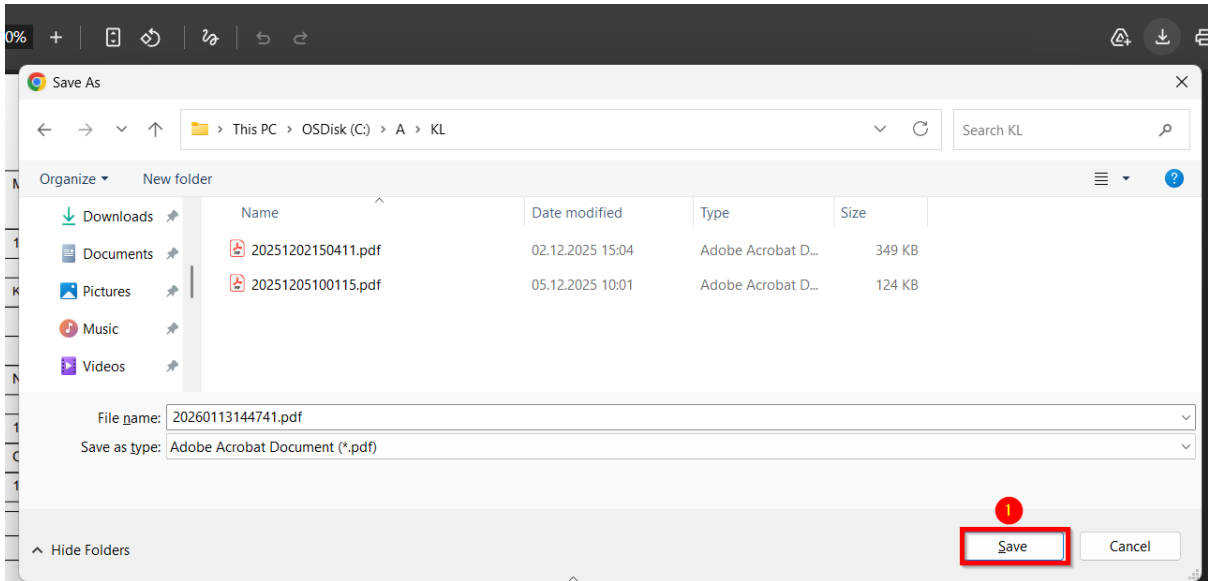 0%
Save As
This PC > OSDisk (C:) > A > KL
Search KL
Organize
New folder
Downloads
Documents
Pictures
Music
Videos
Name Date modified Type Size
20251202150411.pdf 02.12.2025 15:04 Adobe Acrobat D... 349 KB
20251205100115.pdf 05.12.2025 10:01 Adobe Acrobat D... 124 KB
File name: 20260113144741.pdf
Save as type: Adobe Acrobat Document (*.pdf)
1
Hide Folders
Save
Cancel